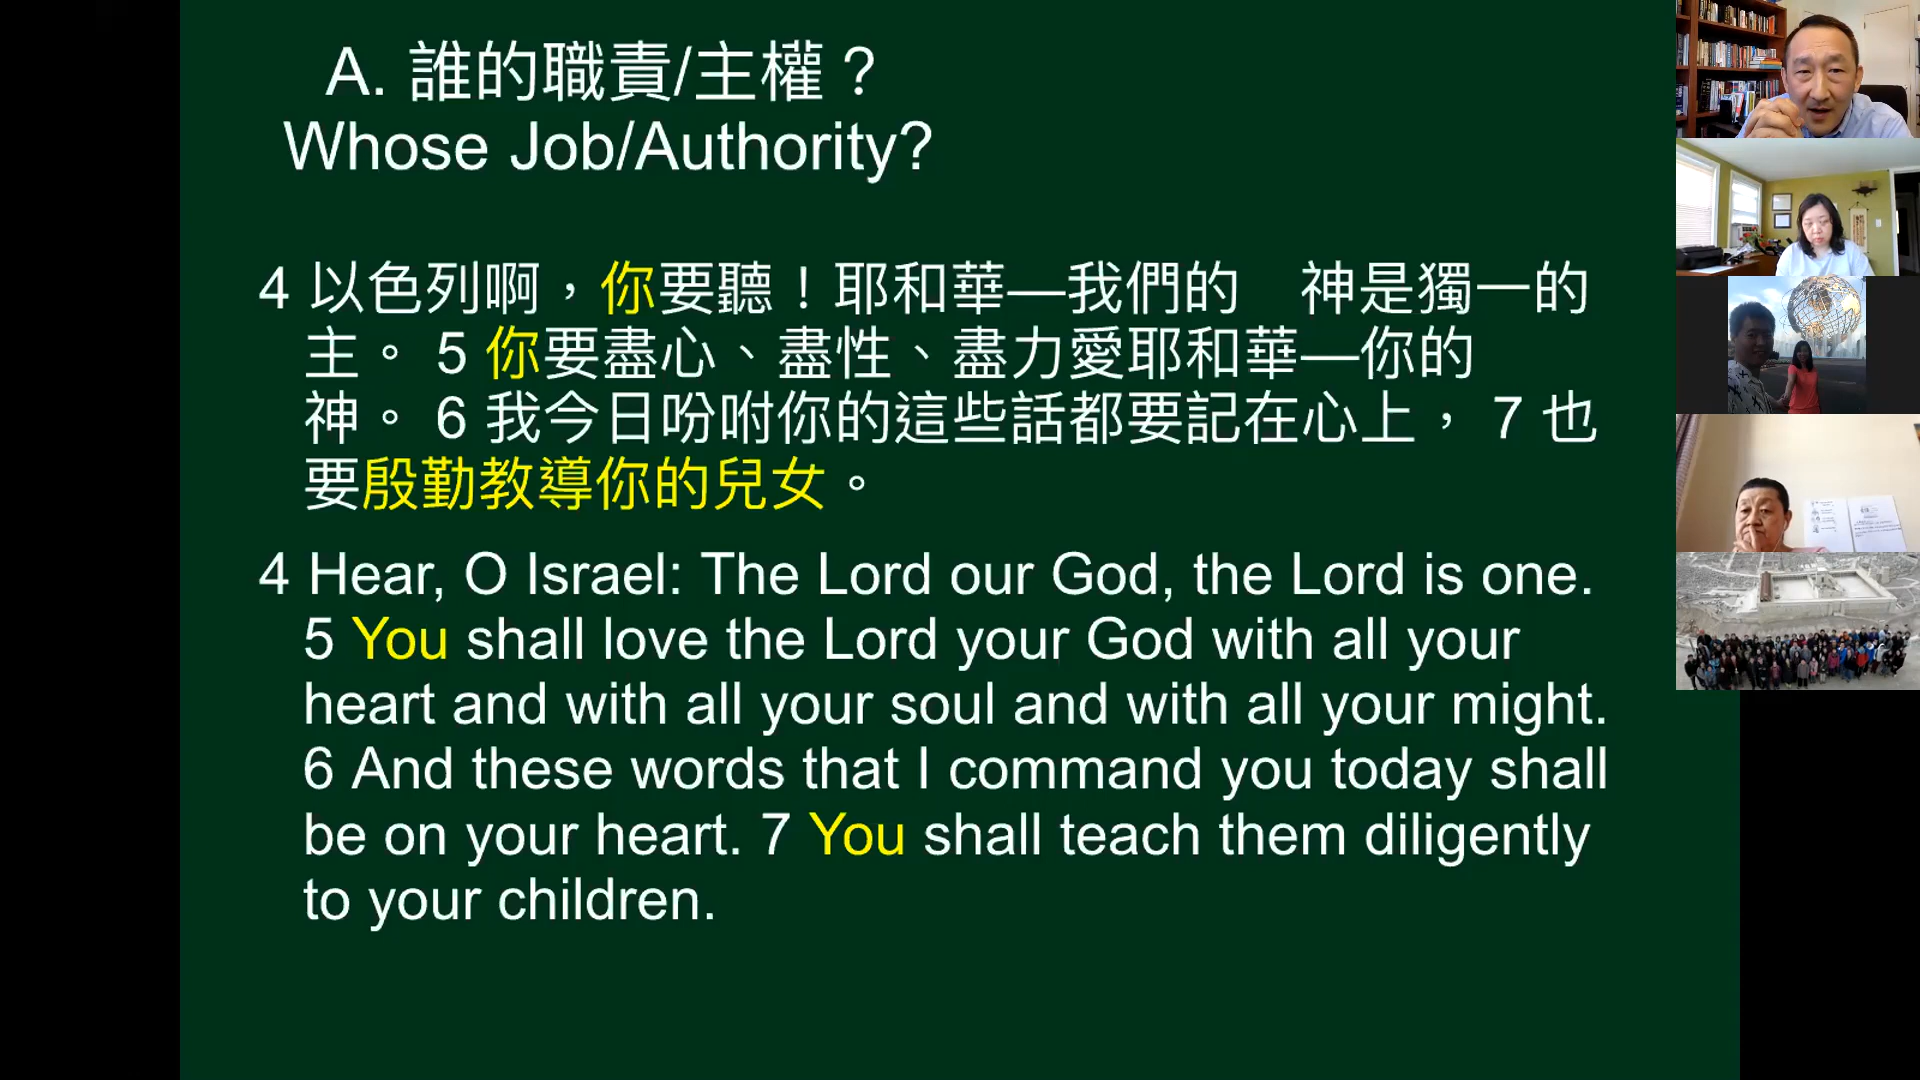 A. 誰的職責/主權？
Whose Job/Authority?
4 以色列啊，你要聽！耶和華—我們的　神是獨一的
主。 5 你要盡心、盡性、盡力愛耶和華—你的
神。 6 我今日吩咐你的這些話都要記在心上， 7 也
要殷勤教導你的兒女。
4 Hear, O Israel: The Lord our God, the Lord is one.
5 You shall love the Lord your God with all your
heart and with all your soul and with all your might.
6 And these words that I command you today shall
be on your heart. 7 You shall teach them diligently
to your children.